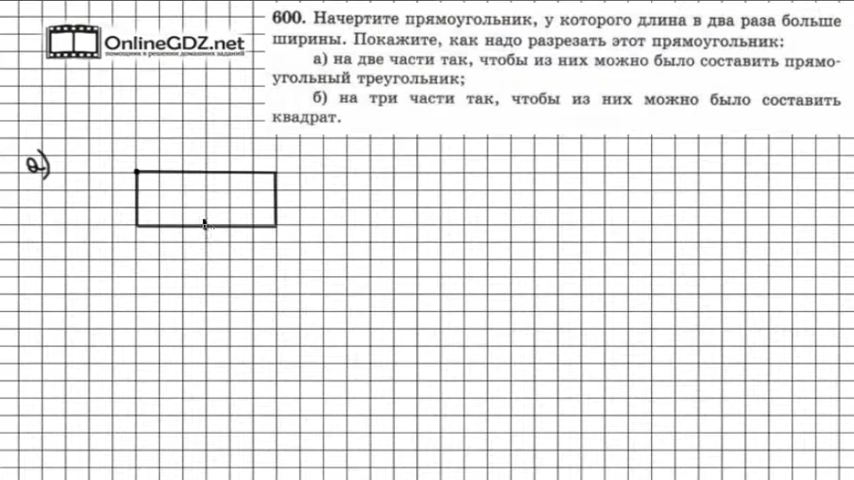 600. Начертите прямоугольник, у которого длина в два раза больше
ширины. Покажите, как надо разрезать этот прямоугольник:
а) на две части так, чтобы из них можно было составить прямо-
угольный треугольник;
б) на три части так, чтобы из них можно было составить
квадрат.
OnlineGDZ.net
помощник в решении домашних заданий
а)